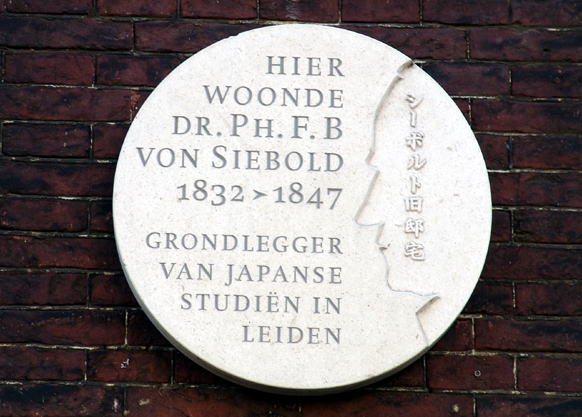 HIER
WOONDE
DR. PH. F. B
VON SIEBOLD
1832 ➤ 1847
GRONDLEGGER
VAN JAPANSE
STUDIËN IN
LEIDEN
シーボルト旧邸宅